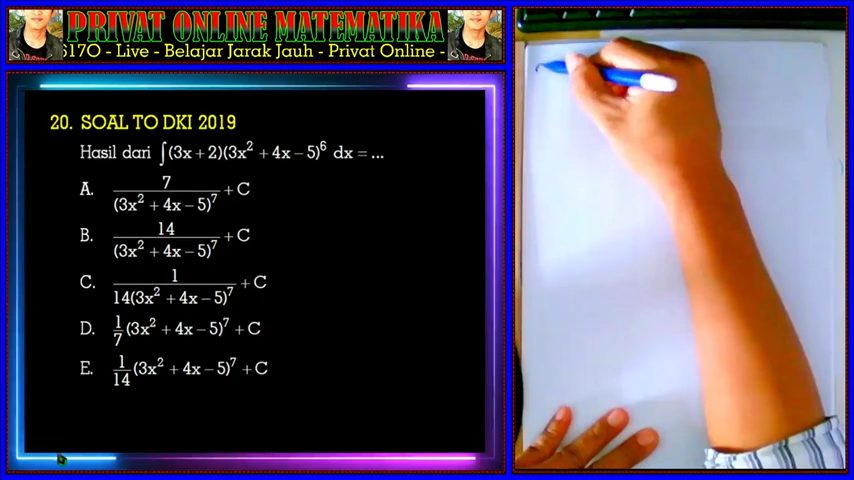 PRIVAT ONLINE MATEMATIKA
S17O - Live - Belajar Jarak Jauh - Privat Online -
20. SOAL TO DKI 2019
Hasil dari ∫(3x + 2)(3x² + 4x − 5)⁶ dx = ...
A. 7/(3x² + 4x − 5)⁷ + C
B. 14/(3x² + 4x − 5)⁷ + C
C. 1/14(3x² + 4x − 5)⁷ + C
D. 1/7 (3x² + 4x − 5)⁷ + C
E. 1/14 (3x² + 4x − 5)⁷ + C